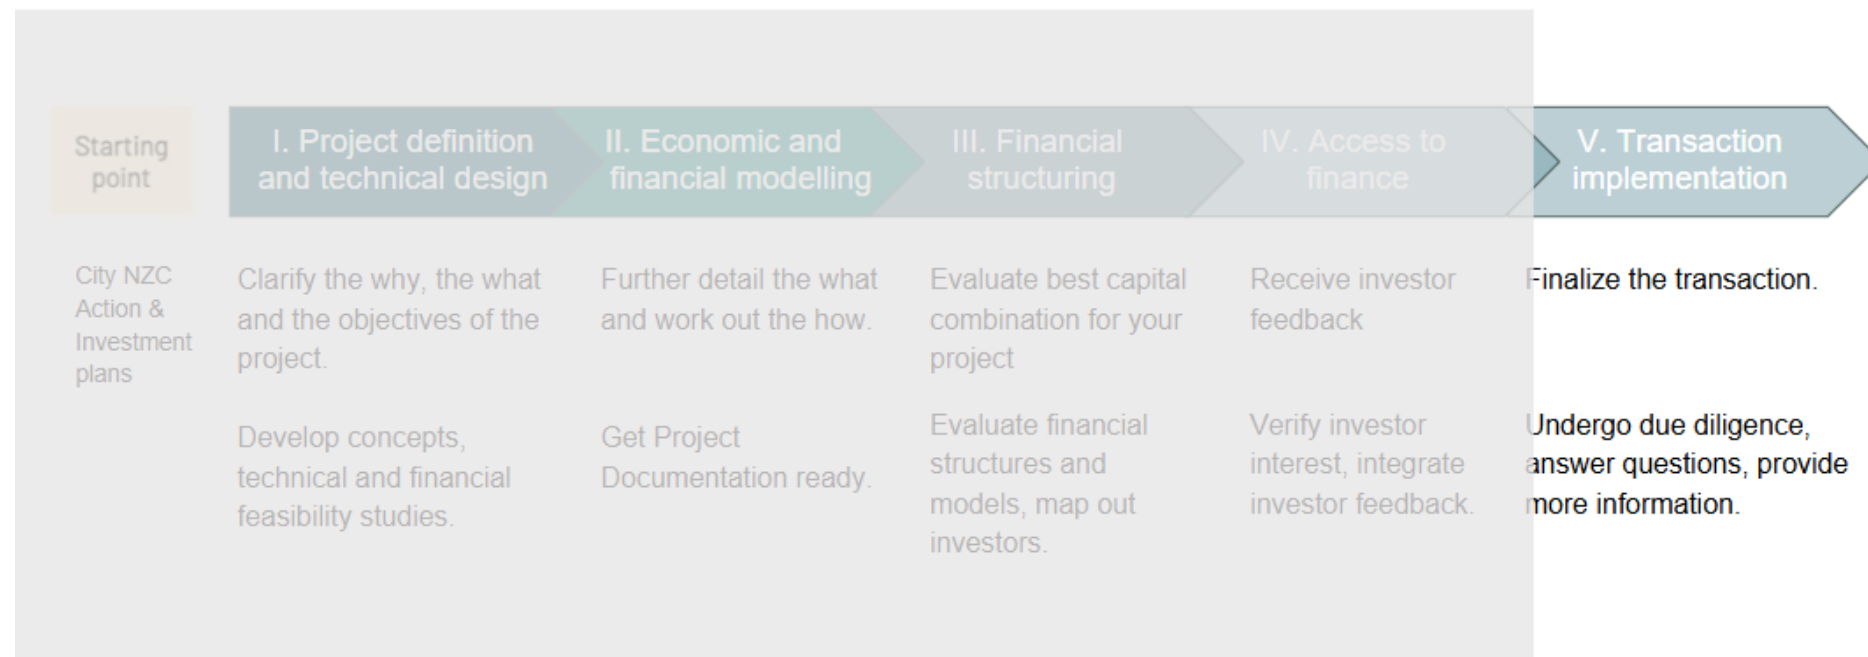 Starting
point
I. Project definition
and technical design
II. Economic and
financial modelling
III. Financial
structuring
IV. Access to
finance
V. Transaction
implementation
City NZC
Action &
Investment
plans
Clarify the why, the what
and the objectives of the
project.
Develop concepts,
technical and financial
feasibility studies.
Further detail the what
and work out the how.
Get Project
Documentation ready.
Evaluate best capital
combination for your
project
Evaluate financial
structures and
models, map out
investors.
Receive investor
feedback
Verify investor
interest, integrate
investor feedback.
Finalize the transaction.
Undergo due diligence,
answer questions, provide
more information.